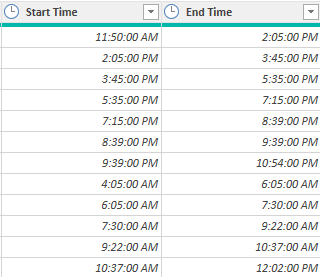 Start Time End Time
11:50:00 AM 2:05:00 PM
2:05:00 PM 3:45:00 PM
3:45:00 PM 5:35:00 PM
5:35:00 PM 7:15:00 PM
7:15:00 PM 8:39:00 PM
8:39:00 PM 9:39:00 PM
9:39:00 PM 10:54:00 PM
4:05:00 AM 6:05:00 AM
6:05:00 AM 7:30:00 AM
7:30:00 AM 9:22:00 AM
9:22:00 AM 10:37:00 AM
10:37:00 AM 12:02:00 PM